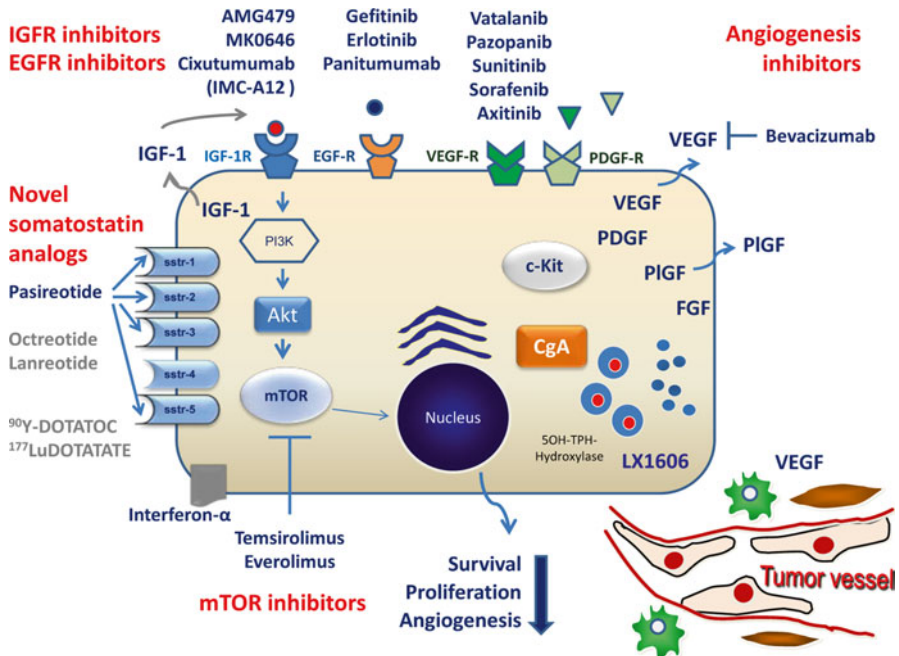 IGFR inhibitors
EGFR inhibitors
AMG479
MK0646
Cixutumumab
(IMC-A12 )
Gefitinib
Erlotinib
Panitumumab
Vatalanib
Pazopanib
Sunitinib
Sorafenib
Axitinib
Angiogenesis
inhibitors
IGF-1
IGF-1R
EGF-R
VEGF-R
PDGF-R
VEGF
Bevacizumab
Novel
somatostatin
analogs
IGF-1
PI3K
Akt
mTOR
VEGF
PDGF
PlGF
PlGF
FGF
c-Kit
CgA
Pasireotide
Octreotide
Lanreotide
⁹⁰Y-DOTATOC
¹⁷⁷LuDOTATATE
sstr-1
sstr-2
sstr-3
sstr-4
sstr-5
Nucleus
5OH-TPH-
Hydroxylase
LX1606
Interferon-α
Temsirolimus
Everolimus
mTOR inhibitors
Survival
Proliferation
Angiogenesis
VEGF
Tumor vessel